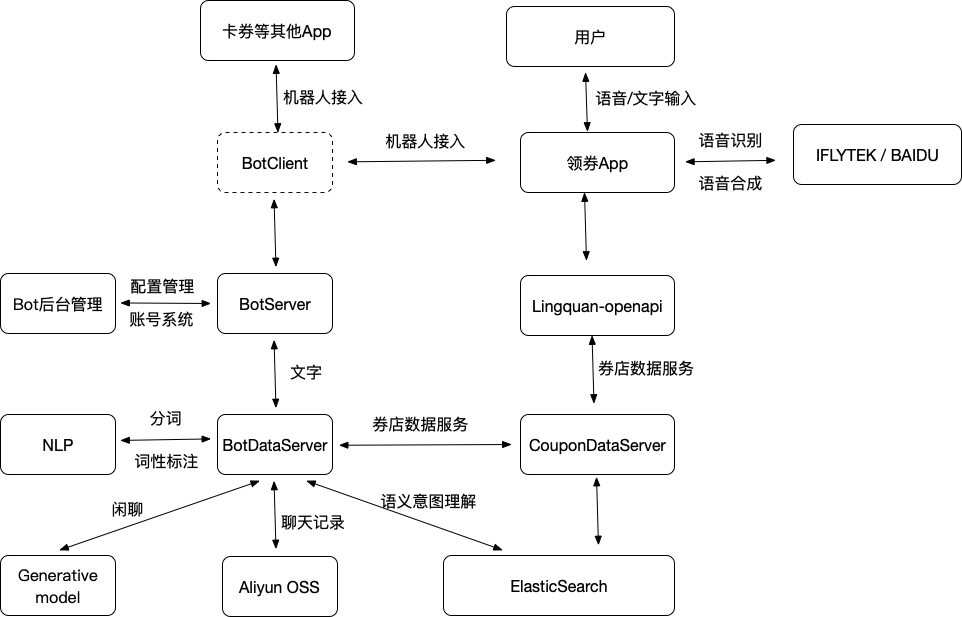 卡券等其他App
用户
机器人接入
语音/文字输入
BotClient
机器人接入
领券App
语音识别
语音合成
IFLYTEK / BAIDU
Bot后台管理
配置管理
账号系统
BotServer
Lingquan-openapi
文字
券店数据服务
NLP
分词
词性标注
BotDataServer
券店数据服务
CouponDataServer
闲聊
聊天记录
语义意图理解
Generative
model
Aliyun OSS
ElasticSearch